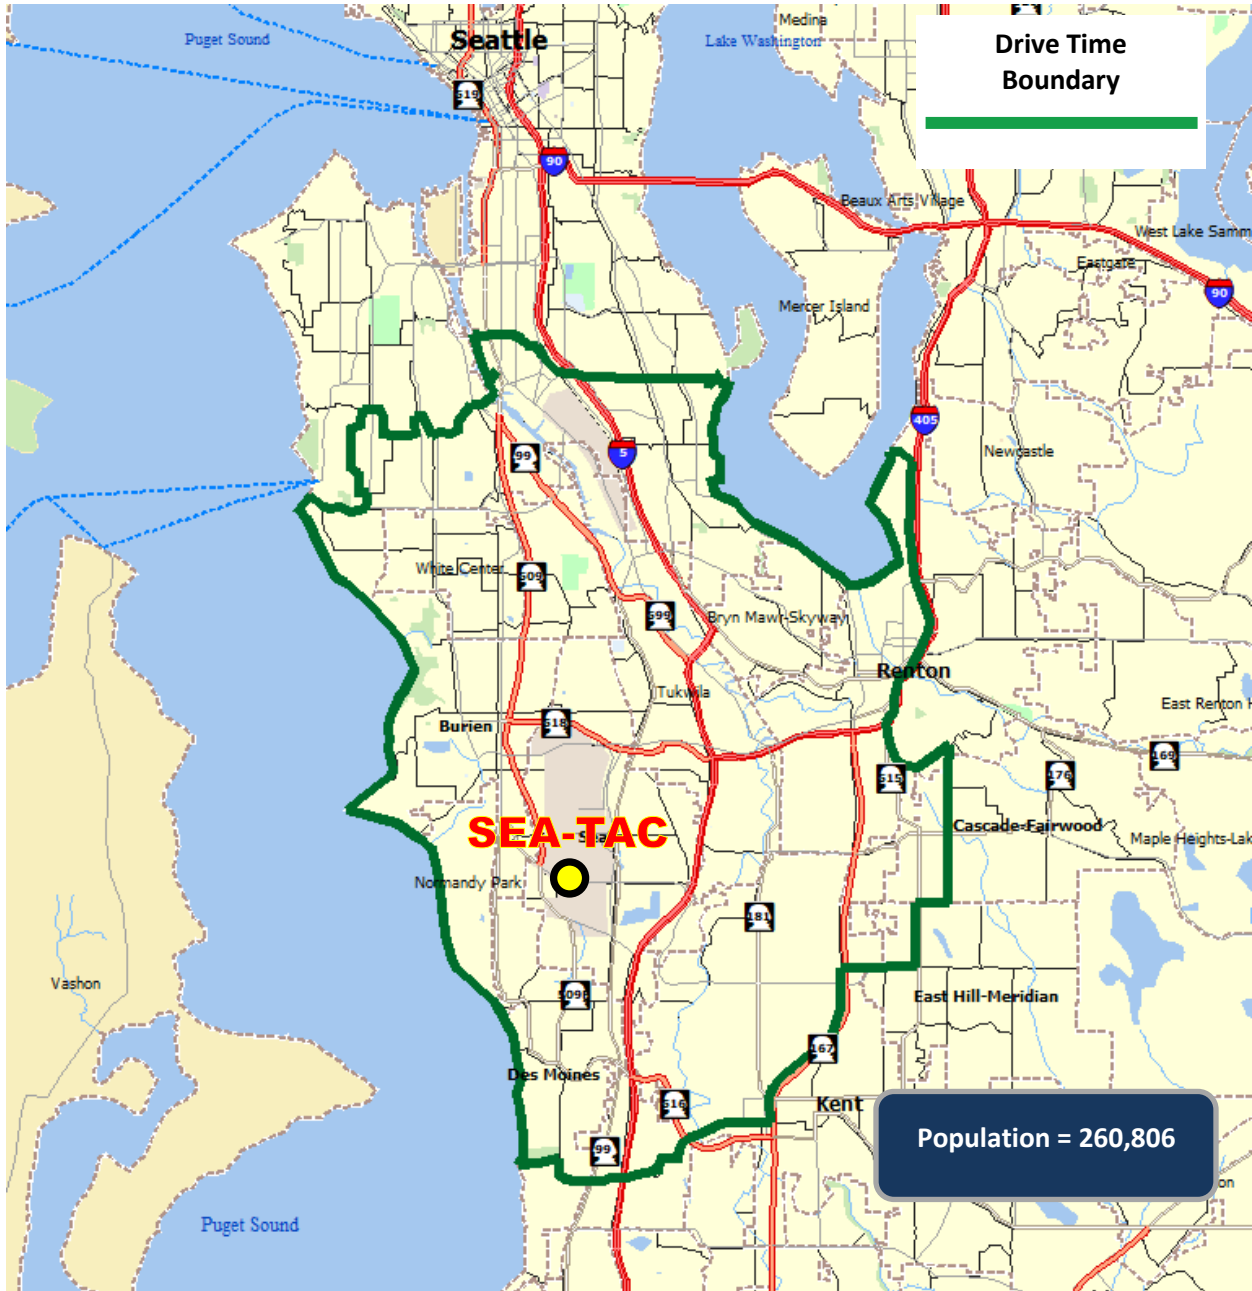 Puget Sound
Seattle
Medina
Lake Washington
Drive Time
Boundary
519
90
Beaux Arts Village
West Lake Samm
Eastgate
90
Mercer Island
405
Newcastle
99
5
White Center
509
599
Bryn Mawr-Skyway
Renton
Tukwila
East Renton H
Burien
518
169
515
176
SEA-TAC
Sea
Cascade-Fairwood
Maple Heights-Lak
Normandy Park
181
Vashon
509
East Hill-Meridian
167
Des Moines
516
Kent
Population = 260,806
99
on
Puget Sound